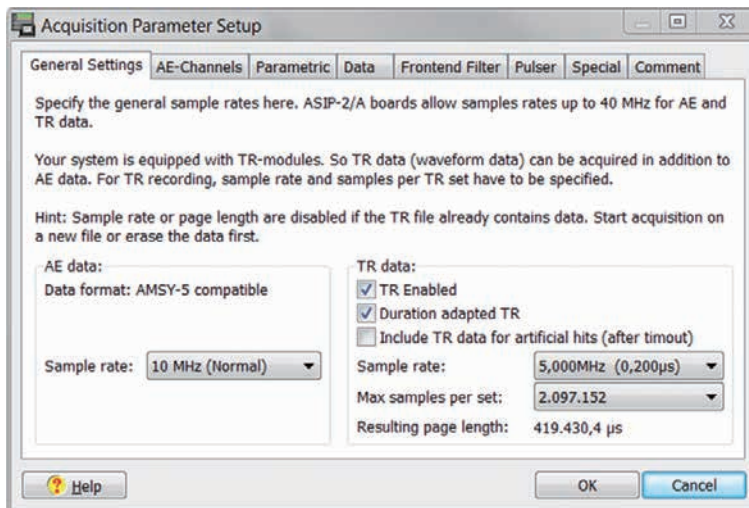 Acquisition Parameter Setup
General Settings AE-Channels Parametric Data Frontend Filter Pulser Special Comment
Specify the general sample rates here. ASIP-2/A boards allow samples rates up to 40 MHz for AE and
TR data.
Your system is equipped with TR-modules. So TR data (waveform data) can be acquired in addition to
AE data. For TR recording, sample rate and samples per TR set have to be specified.
Hint: Sample rate or page length are disabled if the TR file already contains data. Start acquisition on
a new file or erase the data first.
AE data:
Data format: AMSY-5 compatible
Sample rate: 10 MHz (Normal)
TR data:
TR Enabled
Duration adapted TR
Include TR data for artificial hits (after timout)
Sample rate: 5,000MHz (0,200µs)
Max samples per set: 2.097.152
Resulting page length: 419.430,4 µs
? Help
OK
Cancel